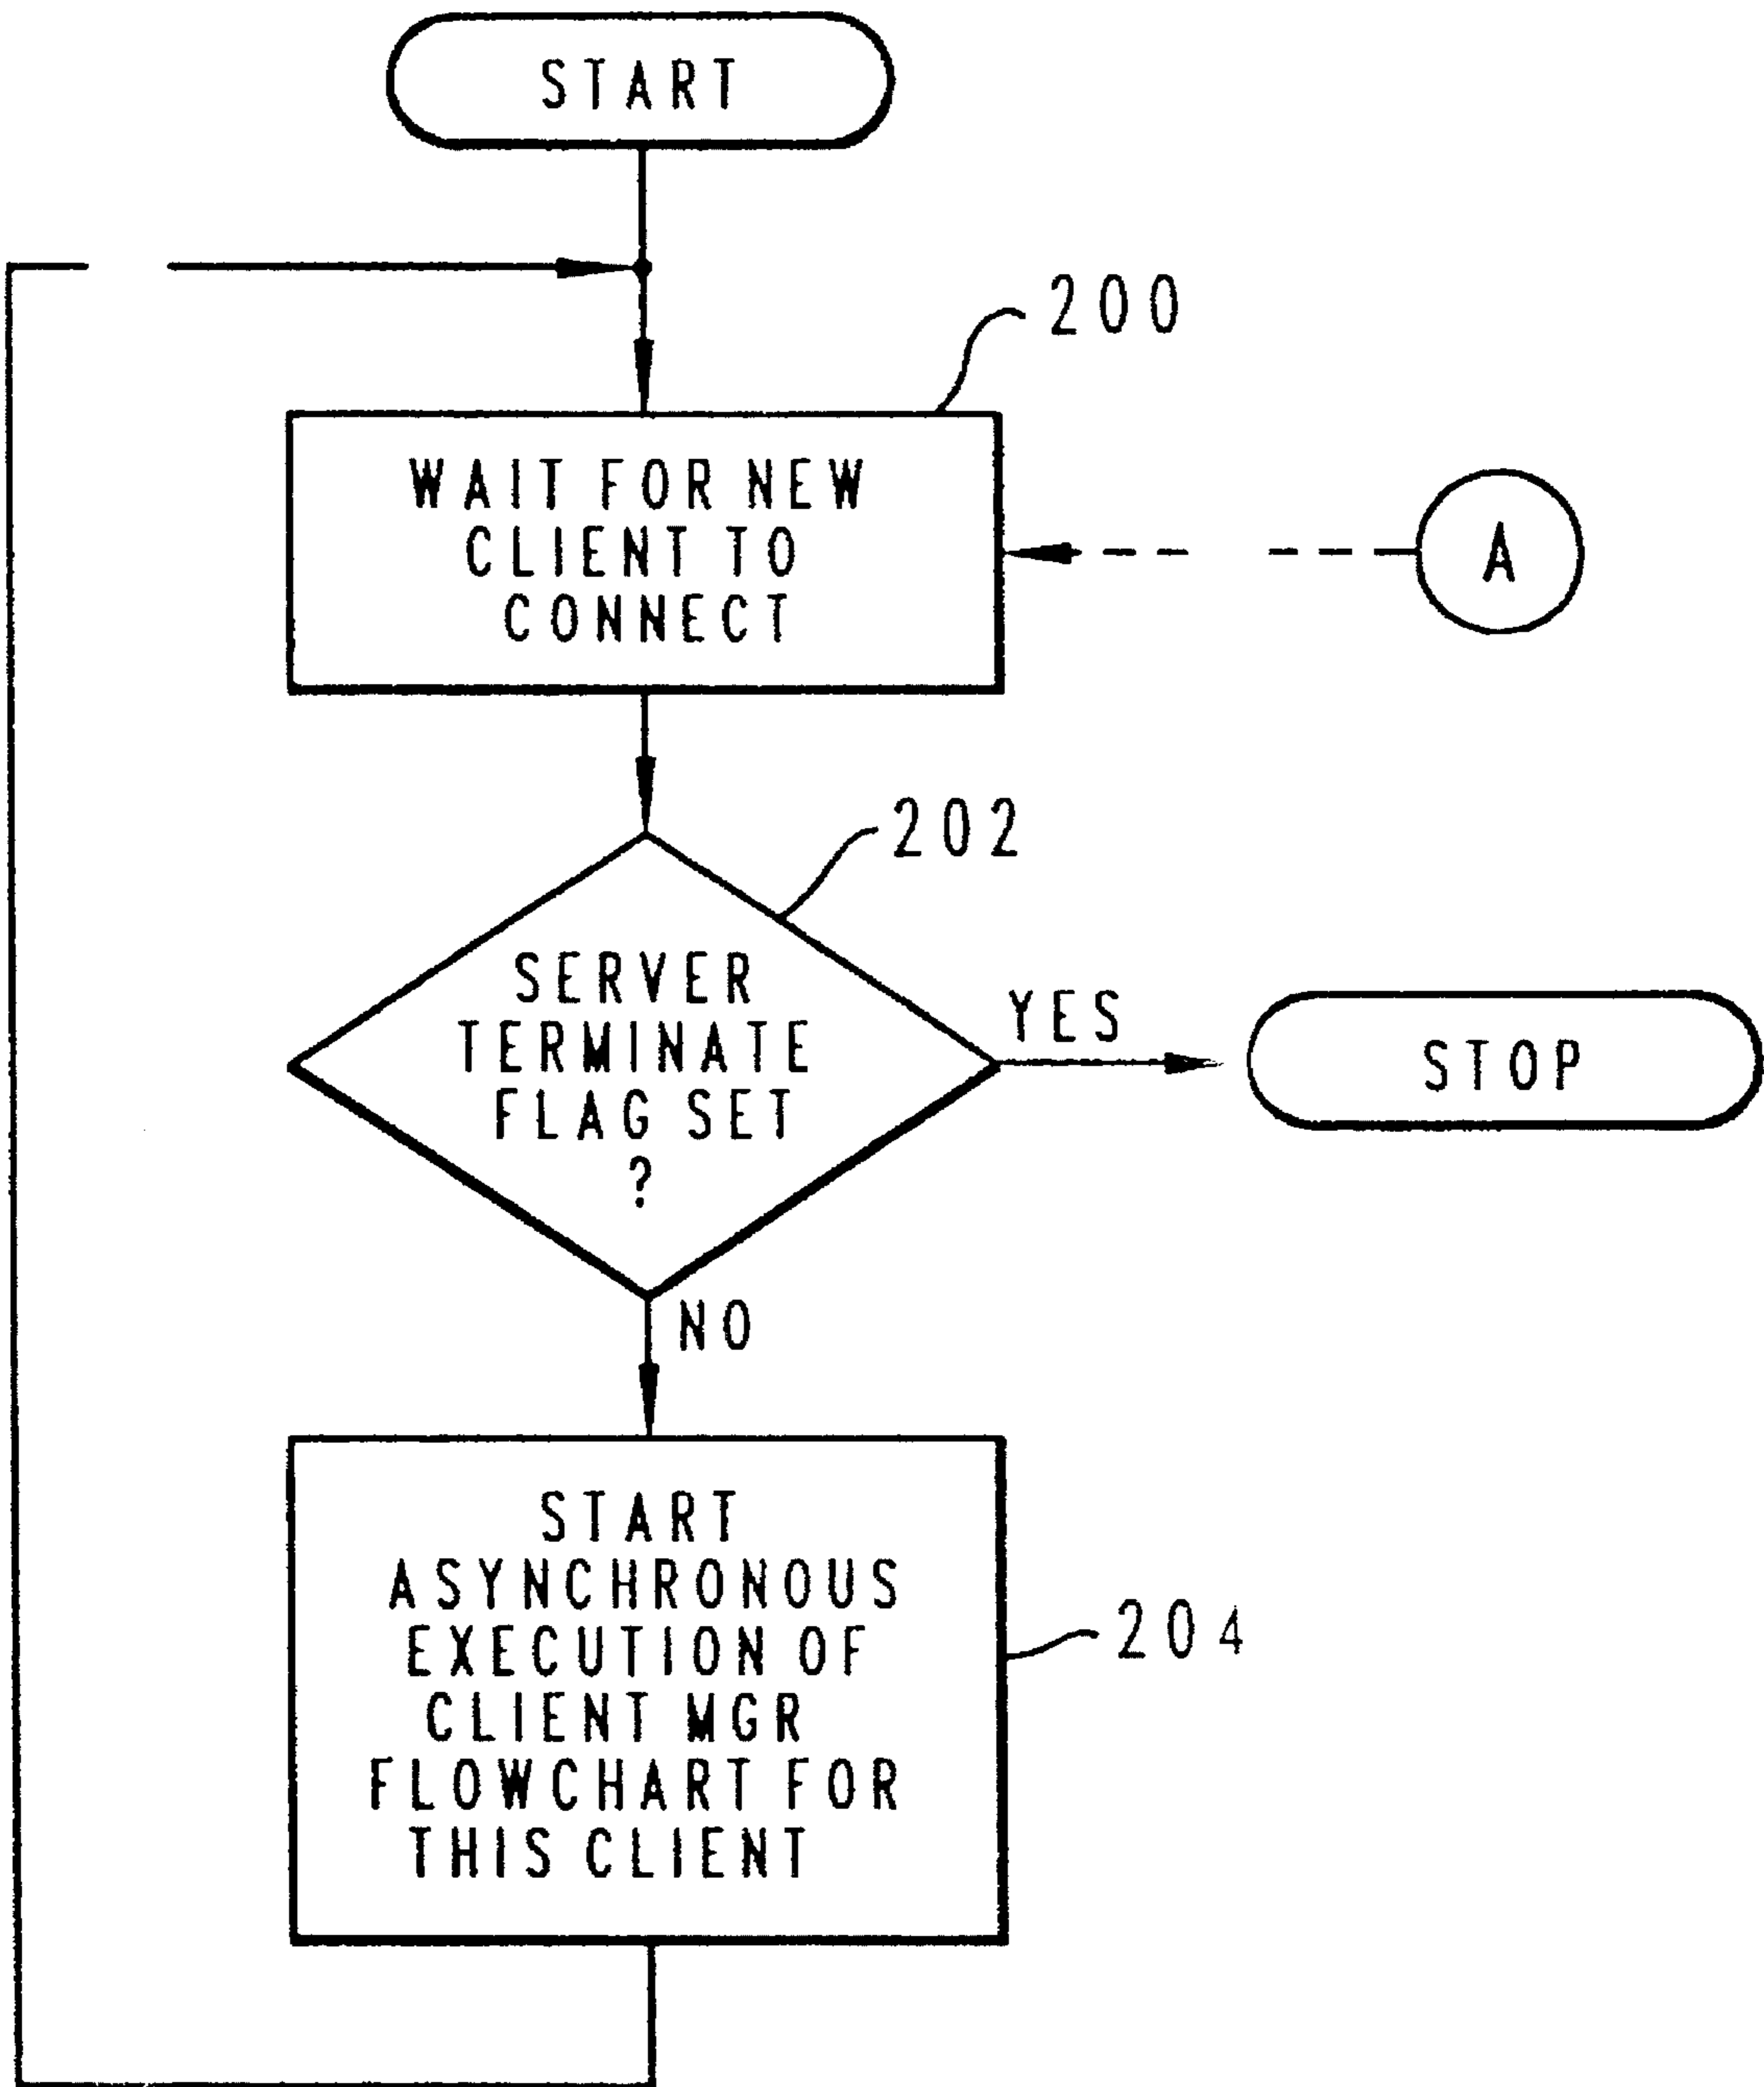 START
200
WAIT FOR NEW
CLIENT TO
CONNECT
A
202
SERVER
TERMINATE
FLAG SET
?
YES
STOP
NO
START
ASYNCHRONOUS
EXECUTION OF
CLIENT MGR
FLOWCHART FOR
THIS CLIENT
204